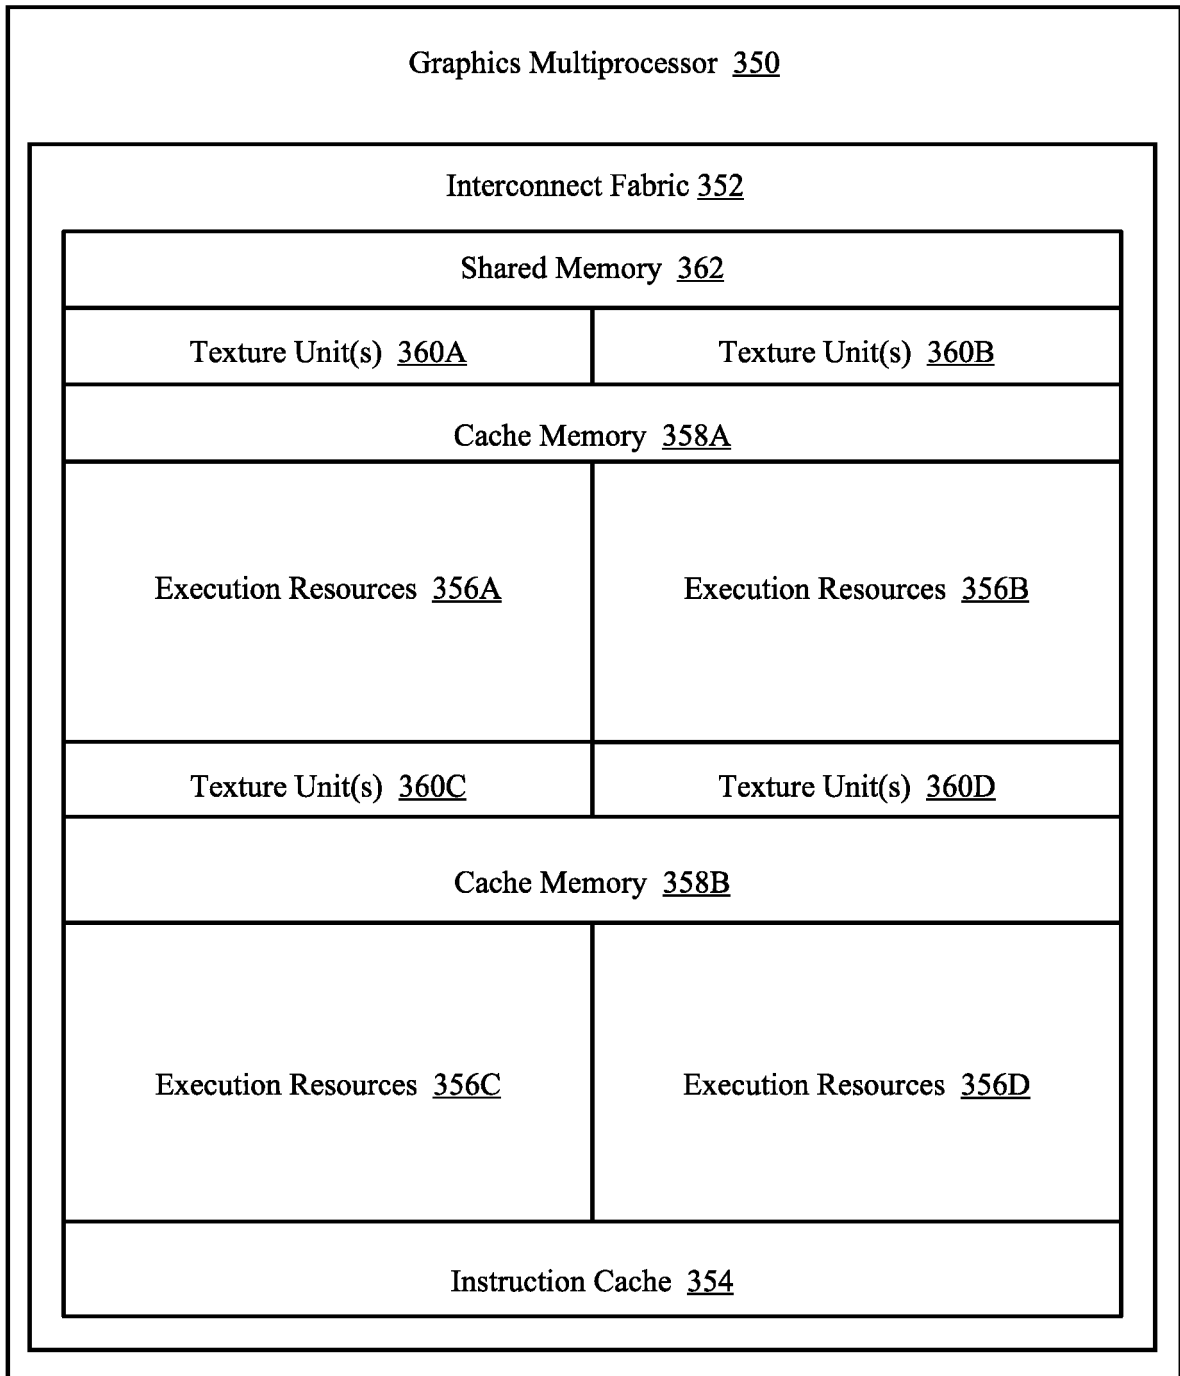 Graphics Multiprocessor 350
Interconnect Fabric 352
Shared Memory 362
Texture Unit(s) 360A
Texture Unit(s) 360B
Cache Memory 358A
Execution Resources 356A
Execution Resources 356B
Texture Unit(s) 360C
Texture Unit(s) 360D
Cache Memory 358B
Execution Resources 356C
Execution Resources 356D
Instruction Cache 354